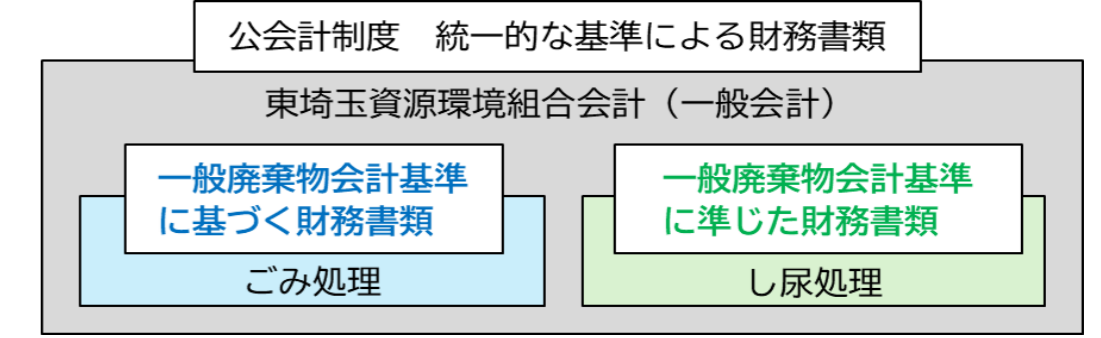 公会計制度　統一的な基準による財務書類
東埼玉資源環境組合会計（一般会計）
一般廃棄物会計基準
に基づく財務書類
ごみ処理
一般廃棄物会計基準
に準じた財務書類
し尿処理